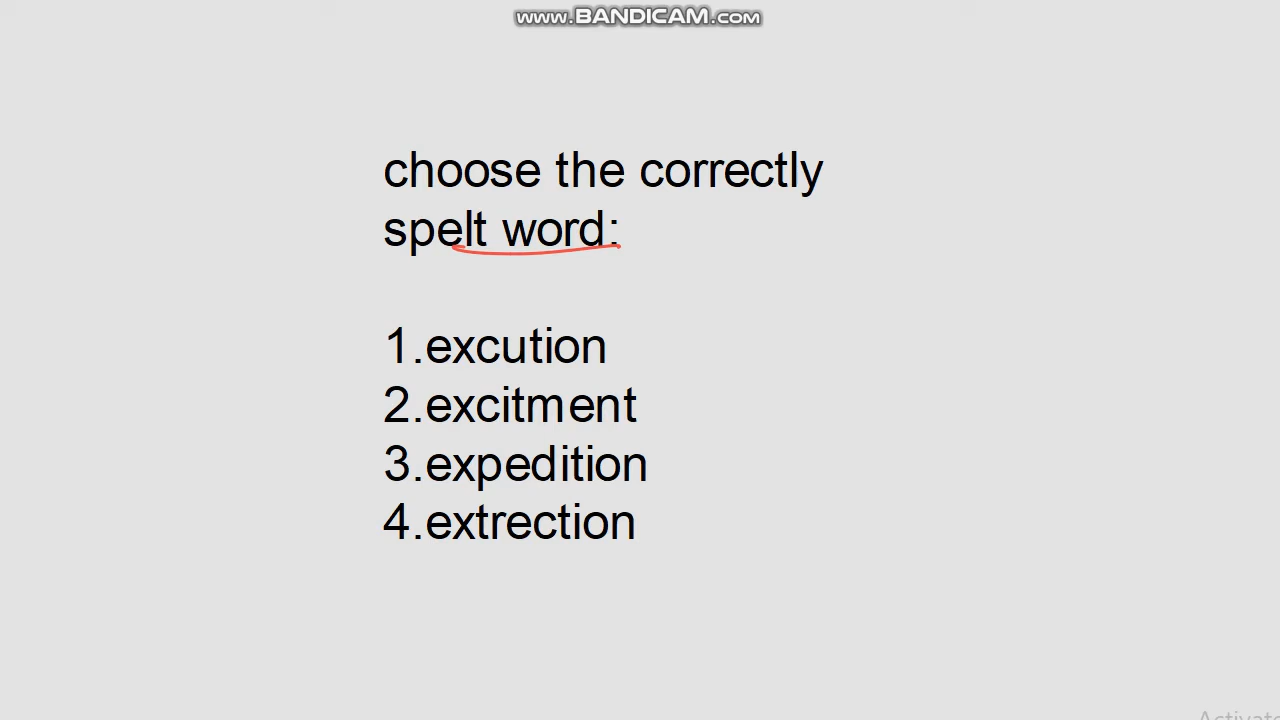 www.BANDICAM.com
choose the correctly
spelt word:
1.excution
2.excitment
3.expedition
4.extrection